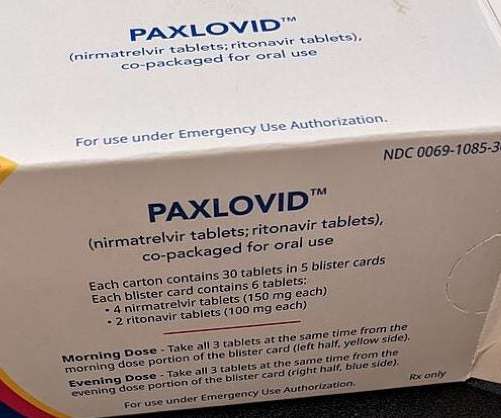 PAXLOVID™
(nirmatrelvir tablets; ritonavir tablets),
co-packaged for oral use
For use under Emergency Use Authorization.
NDC 0069-1085-3
PAXLOVID™
(nirmatrelvir tablets; ritonavir tablets),
co-packaged for oral use
Each carton contains 30 tablets in 5 blister cards
Each blister card contains 6 tablets:
• 4 nirmatrelvir tablets (150 mg each)
• 2 ritonavir tablets (100 mg each)
Morning Dose - Take all 3 tablets at the same time from the
morning dose portion of the blister card (left half, yellow side).
Evening Dose - Take all 3 tablets at the same time from the
evening dose portion of the blister card (right half, blue side).
For use under Emergency Use Authorization.
Rx only